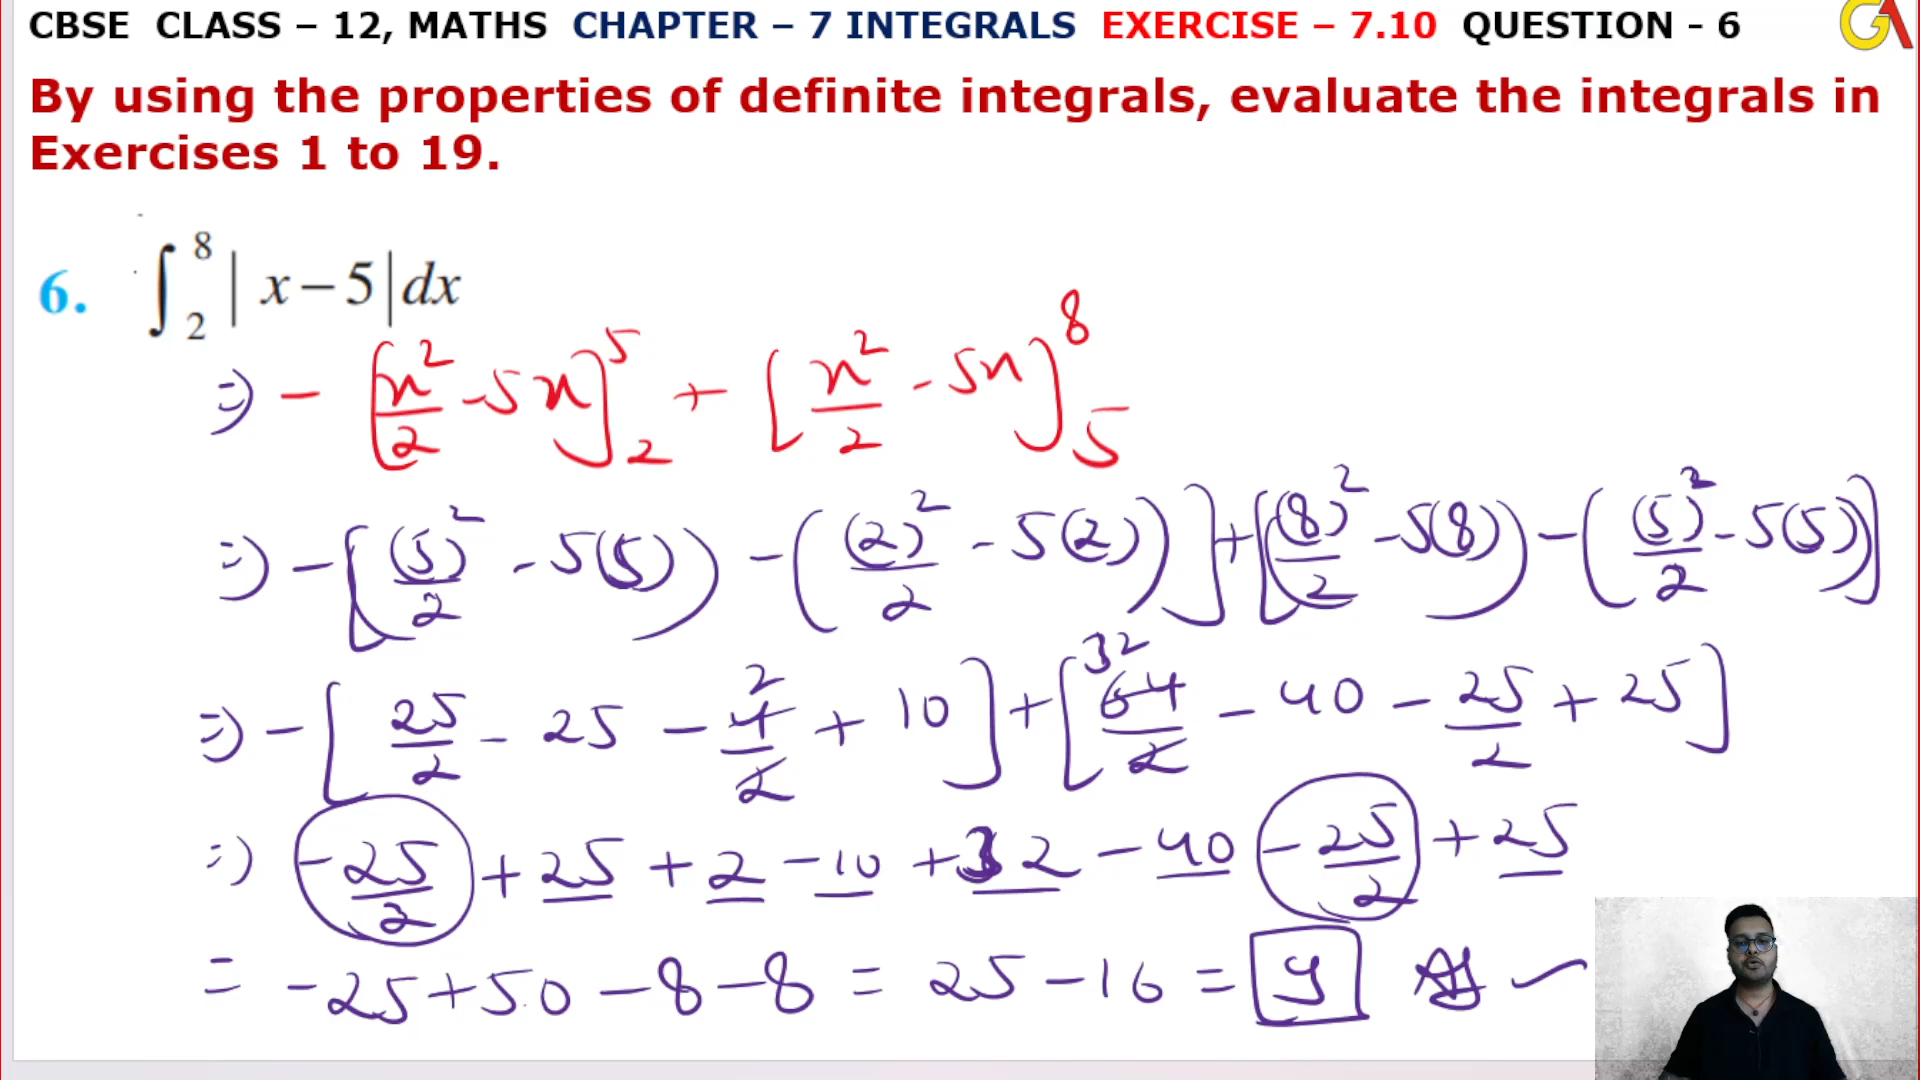 CBSE CLASS – 12, MATHS CHAPTER – 7 INTEGRALS EXERCISE – 7.10 QUESTION - 6
GA
By using the properties of definite integrals, evaluate the integrals in
Exercises 1 to 19.
6. ∫₂⁸ | x − 5 | dx
⇒ − [x²/2 − 5x]₂⁵ + [x²/2 − 5x]₅⁸
⇒ − [((5)²/2 − 5(5)) − ((2)²/2 − 5(2))] + [((8)²/2 − 5(8)) − ((5)²/2 − 5(5))]
⇒ − [25/2 − 25 − 4/2 2 + 10] + [64/2 32 − 40 − 25/2 + 25]
⇒ −25/2 + 25 + 2 − 10 + 32 − 40 − 25/2 + 25
= −25 + 50 − 8 − 8 = 25 − 16 = 9